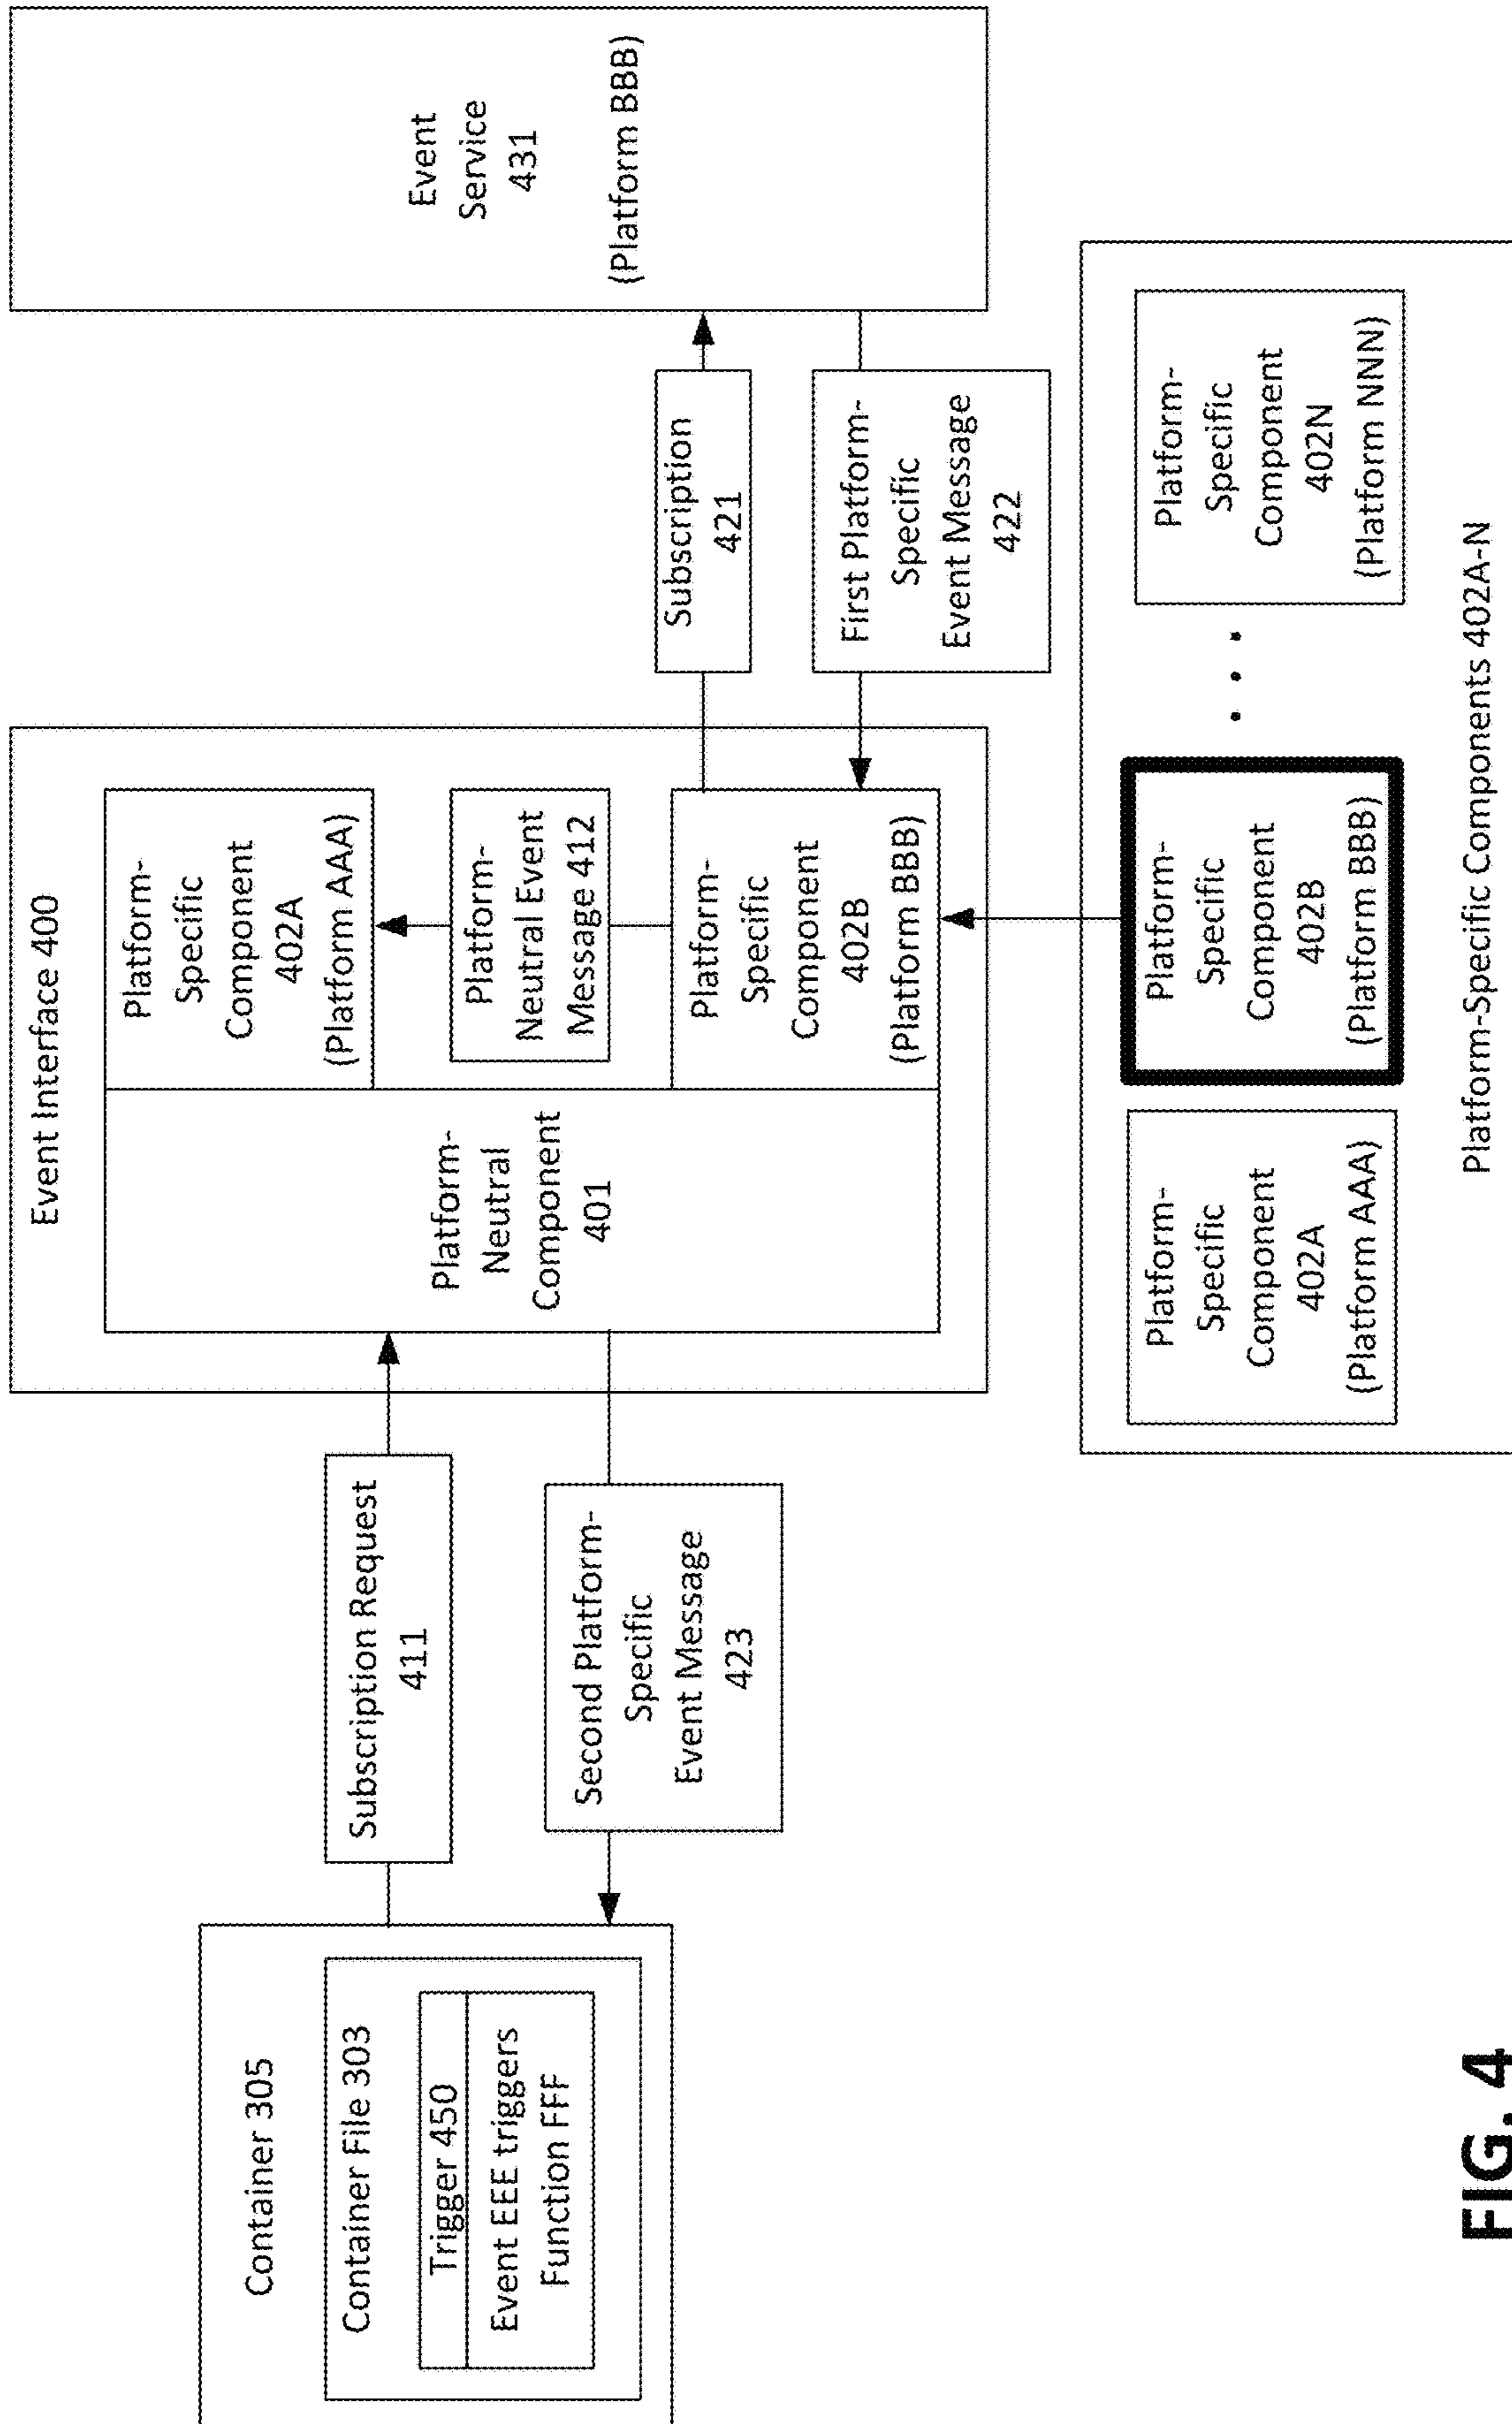 Container 305
Container File 303
Trigger 450
Event EEE triggers
Function FFF
Subscription Request
411
Second Platform-
Specific
Event Message
423
Event Interface 400
Platform-
Neutral
Component
401
Platform-
Specific
Component
402A
(Platform AAA)
Platform-
Neutral Event
Message 412
Platform-
Specific
Component
402B
(Platform BBB)
Subscription
421
First Platform-
Specific
Event Message
422
Event
Service
431
(Platform BBB)
Platform-
Specific
Component
402A
(Platform AAA)
Platform-
Specific
Component
402B
(Platform BBB)
. . .
Platform-
Specific
Component
402N
(Platform NNN)
Platform-Specific Components 402A-N
FIG. 4